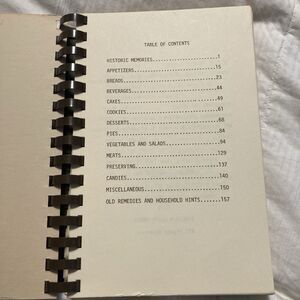 TABLE OF CONTENTS
HISTORIC MEMORIES..................1
APPETIZERS.........................15
BREADS.............................23
BEVERAGES..........................44
CAKES..............................49
COOKIES............................61
DESSERTS...........................68
PIES...............................84
VEGETABLES AND SALADS..............94
MEATS..............................129
PRESERVING.........................137
CANDIES............................140
MISCELLANEOUS......................150
OLD REMEDIES AND HOUSEHOLD HINTS...157